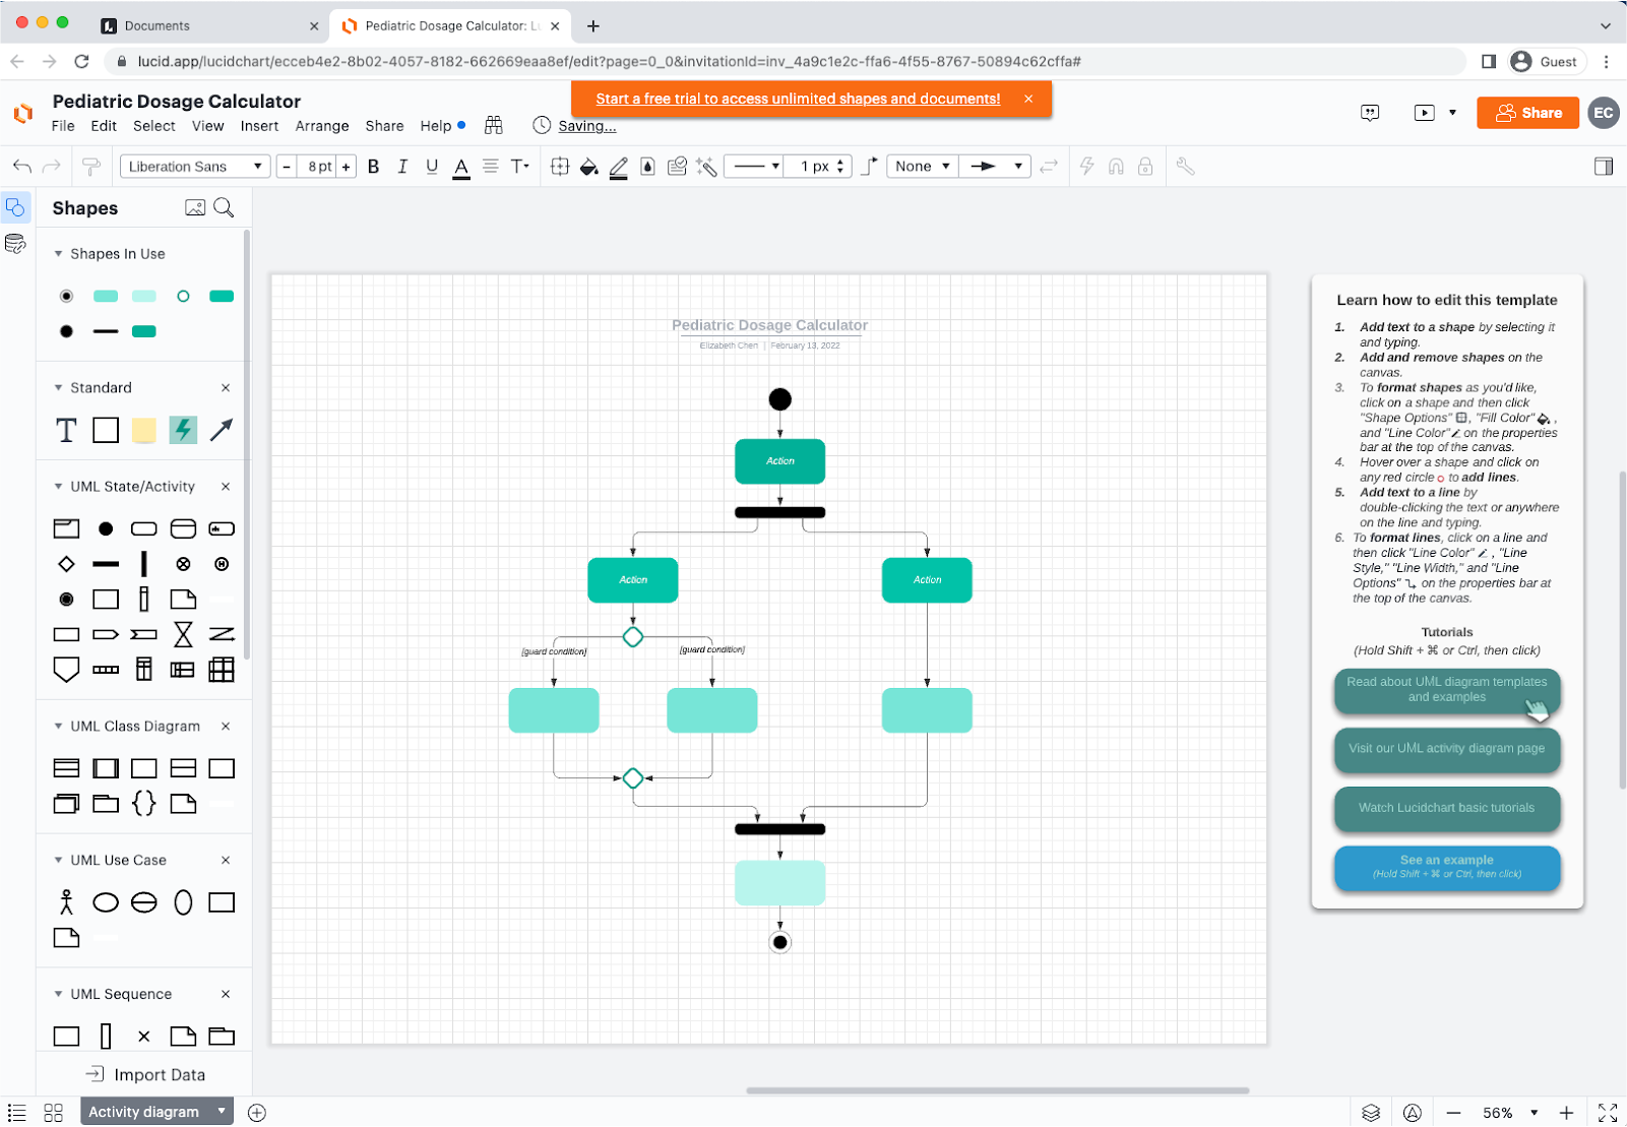 Documents
Pediatric Dosage Calculator: Lu
lucid.app/lucidchart/ecceb4e2-8b02-4057-8182-662669eaa8ef/edit?page=0_0&invitationId=inv_4a9c1e2c-ffa6-4f55-8767-50894c62cffa#
Guest
Pediatric Dosage Calculator
Start a free trial to access unlimited shapes and documents!
Share
EC
File Edit Select View Insert Arrange Share Help
Saving...
Liberation Sans
8 pt
B I U A T
1 px
None
Shapes
Shapes In Use
Standard
T
UML State/Activity
UML Class Diagram
UML Use Case
UML Sequence
Import Data
Pediatric Dosage Calculator
Elizabeth Chen | February 13, 2022
Action
Action
Action
[guard condition]
[guard condition]
Learn how to edit this template
1. Add text to a shape by selecting it
and typing.
2. Add and remove shapes on the
canvas.
3. To format shapes as you'd like,
click on a shape and then click
"Shape Options" , "Fill Color" ,
and "Line Color" on the properties
bar at the top of the canvas.
4. Hover over a shape and click on
any red circle to add lines.
5. Add text to a line by
double-clicking the text or anywhere
on the line and typing.
6. To format lines, click on a line and
then click "Line Color" , "Line
Style," "Line Width," and "Line
Options" on the properties bar at
the top of the canvas.
Tutorials
(Hold Shift + ⌘ or Ctrl, then click)
Read about UML diagram templates
and examples
Visit our UML activity diagram page
Watch Lucidchart basic tutorials
See an example
(Hold Shift + ⌘ or Ctrl, then click)
Activity diagram
56%